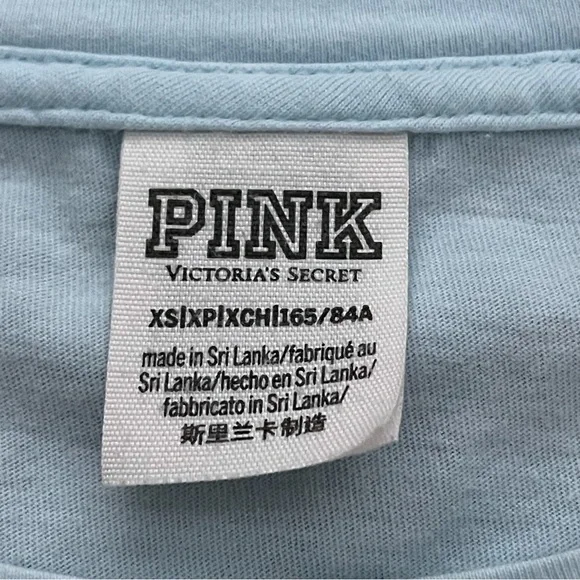 PINK
VICTORIA'S SECRET
XS|XP|XCH|165/84A
made in Sri Lanka/fabriqué au
Sri Lanka/hecho en Sri Lanka/
fabbricato in Sri Lanka/
斯里兰卡制造